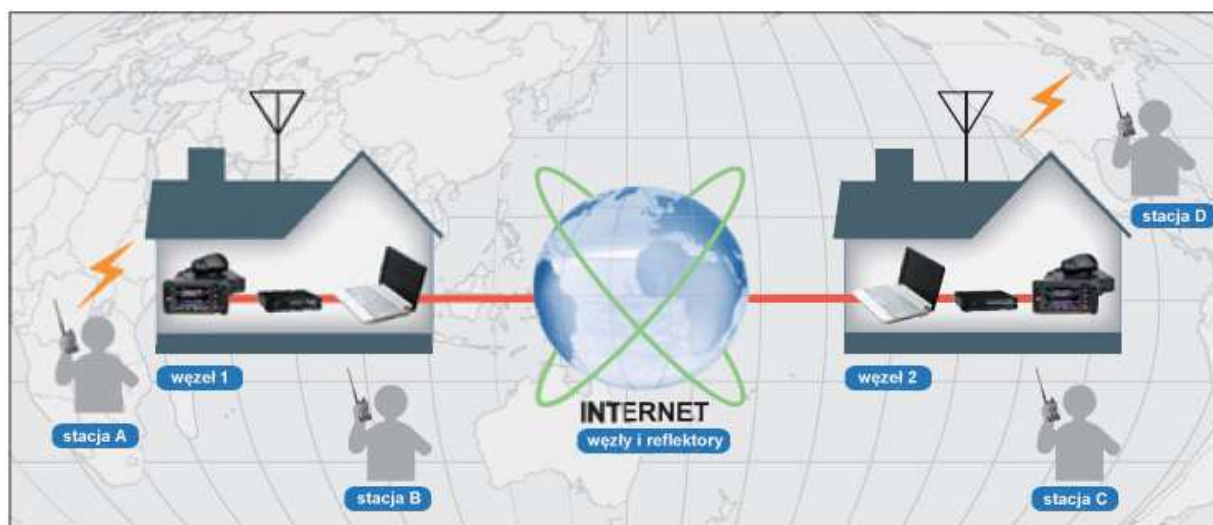 stacja D
węzeł 1
węzeł 2
INTERNET
węzły i reflektory
stacja A
stacja B
stacja C